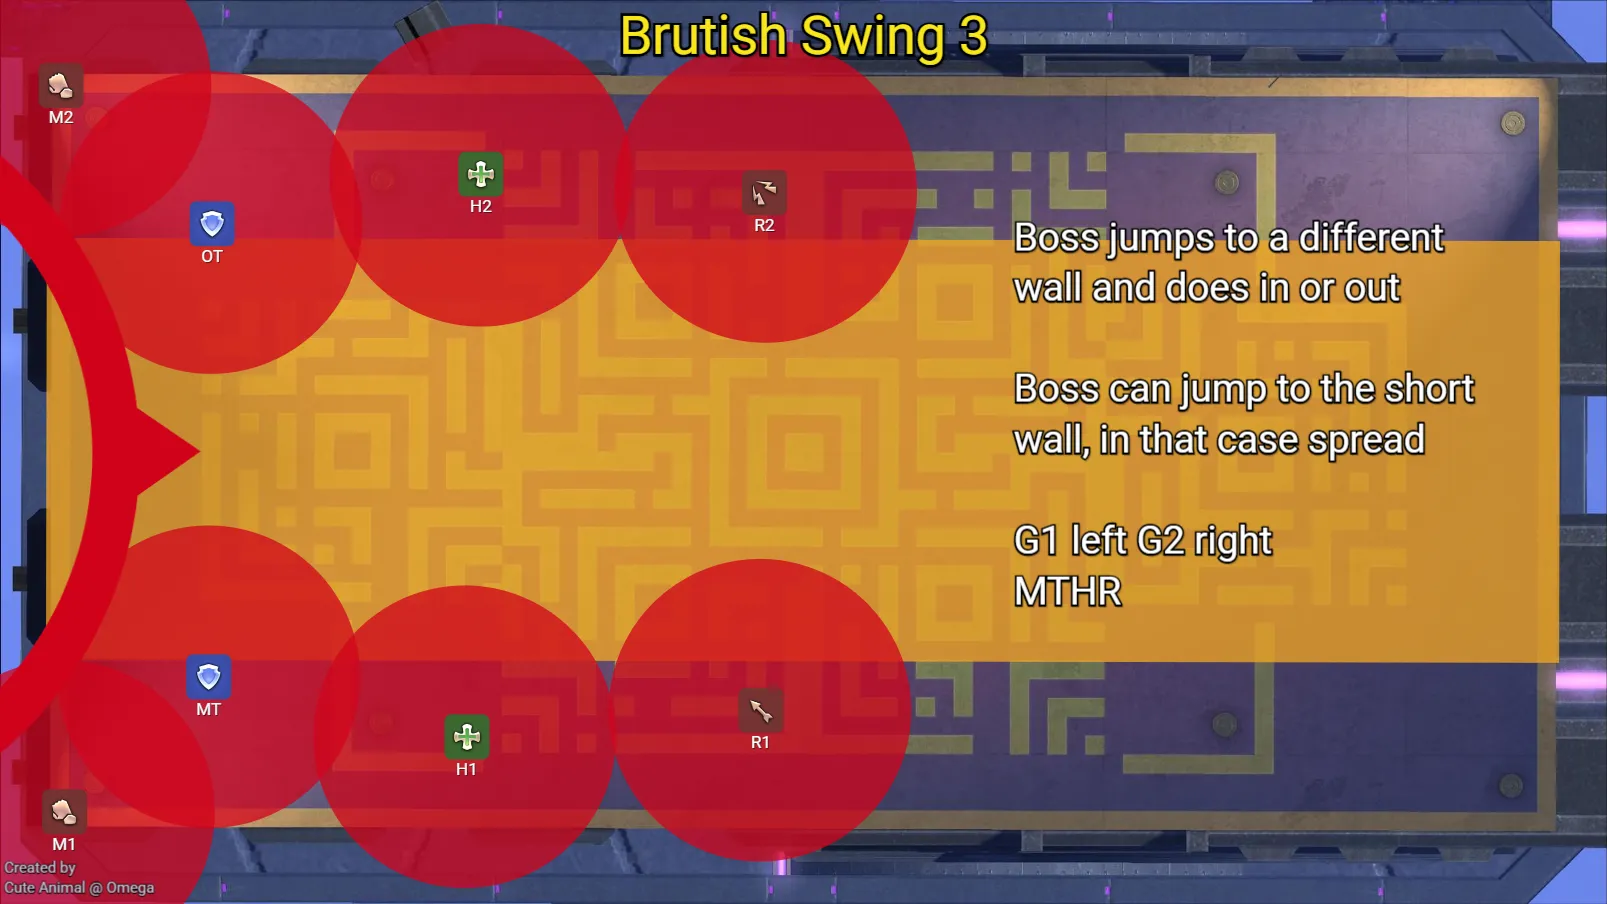 Brutish Swing 3
M2
OT
H2
R2
Boss jumps to a different
wall and does in or out
Boss can jump to the short
wall, in that case spread
G1 left G2 right
MTHR
MT
H1
R1
M1
Created by
Cute Animal @ Omega